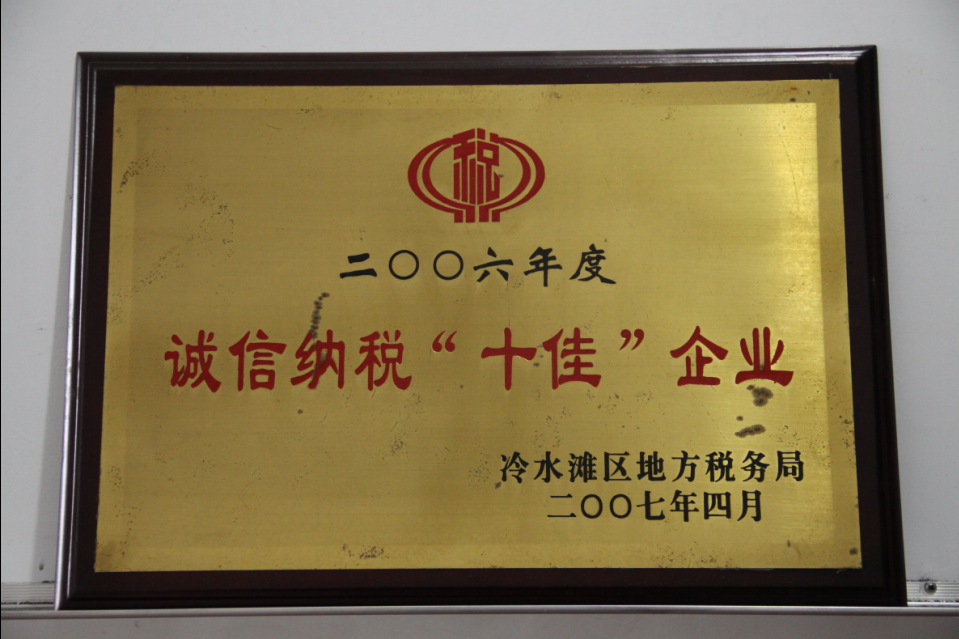 税
二〇〇六年度
诚信纳税“十佳”企业
冷水滩区地方税务局
二〇〇七年四月